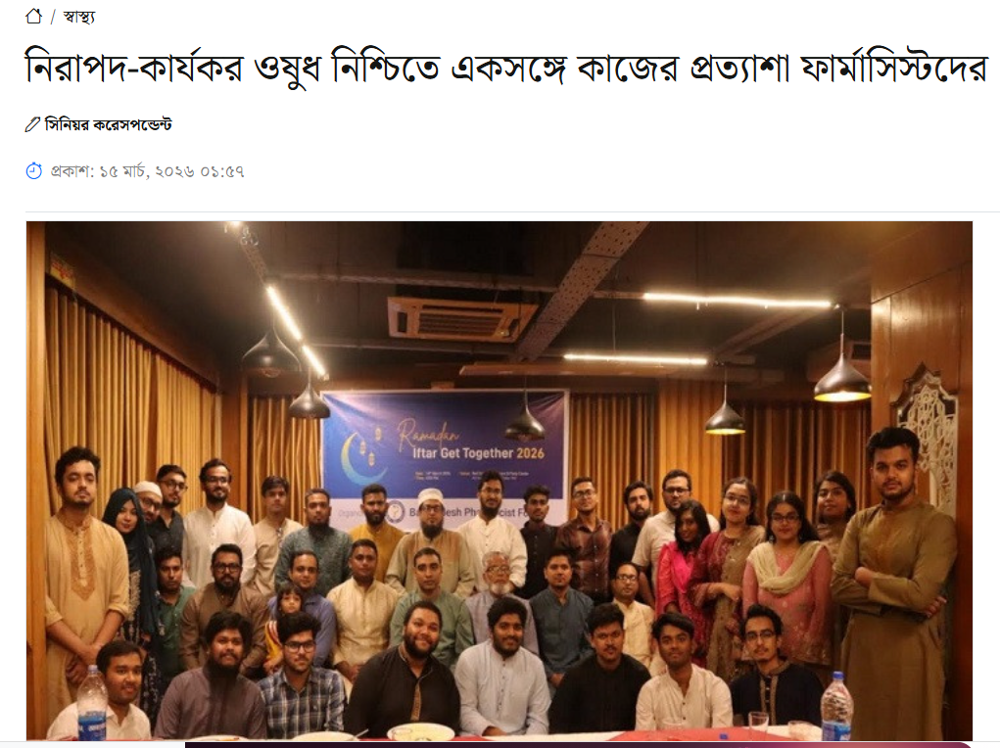 / স্বাস্থ্য
নিরাপদ-কার্যকর ওষুধ নিশ্চিতে একসঙ্গে কাজের প্রত্যাশা ফার্মাসিস্টদের
সিনিয়র করেসপন্ডেন্ট
প্রকাশ: ১৫ মার্চ, ২০২৬ ০১:৫৭
Ramadan
Iftar Get Together 2026